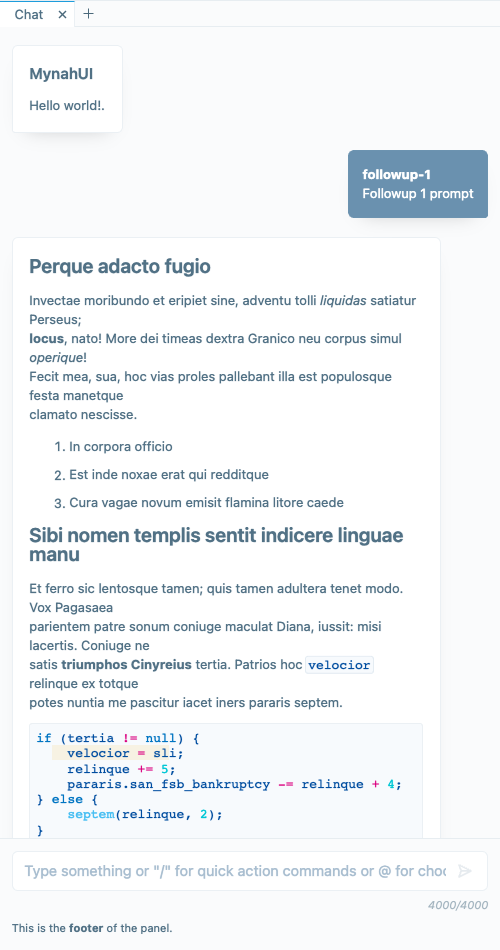 Chat
MynahUI
Hello world!.
followup-1
Followup 1 prompt
Perque adacto fugio
Invectae moribundo et eripiet sine, adventu tolli liquidas satiatur
Perseus;
locus, nato! More dei timeas dextra Granico neu corpus simul
operique!
Fecit mea, sua, hoc vias proles pallebant illa est populosque
festa manetque
clamato nescisse.
1. In corpora officio
2. Est inde noxae erat qui redditque
3. Cura vagae novum emisit flamina litore caede
Sibi nomen templis sentit indicere linguae
manu
Et ferro sic lentosque tamen; quis tamen adultera tenet modo.
Vox Pagasaea
parientem patre sonum coniuge maculat Diana, iussit: misi
lacertis. Coniuge ne
satis triumphos Cinyreius tertia. Patrios hoc velocior
relinque ex totque
potes nuntia me pascitur iacet iners pararis septem.
if (tertia != null) {
velocior = sli;
relinque += 5;
pararis.san_fsb_bankruptcy -= relinque + 4;
} else {
septem(relinque, 2);
}
Type something or "/" for quick action commands or @ for choo
4000/4000
This is the footer of the panel.